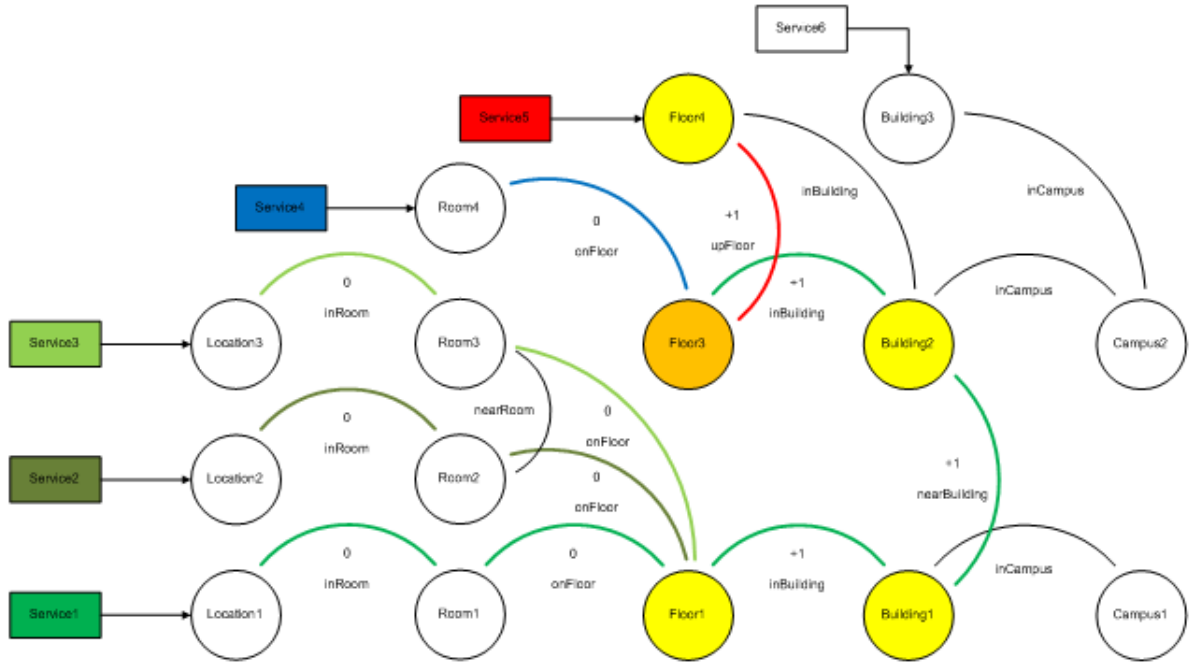 Service6
Service5
Floor4
Building3
inBuilding
inCampus
Service4
Room4
0
onFloor
+1
upFloor
0
inRoom
+1
inBuilding
inCampus
Service3
Location3
Room3
Floor3
Building2
Campus2
nearRoom
0
onFloor
0
inRoom
Service2
Location2
Room2
0
onFloor
+1
nearBuilding
0
inRoom
0
onFloor
+1
inBuilding
inCampus
Service1
Location1
Room1
Floor1
Building1
Campus1